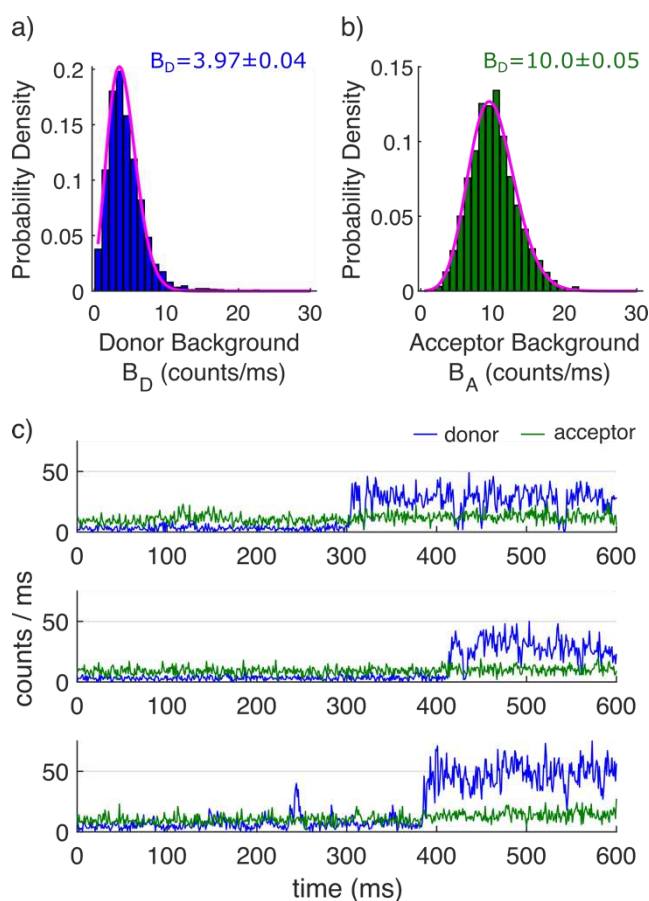 a)
B_D=3.97±0.04
0.2
0.15
0.1
0.05
0
Probability Density
0 10 20 30
Donor Background
B_D (counts/ms)
b)
B_D=10.0±0.05
0.15
0.1
0.05
0
Probability Density
0 10 20 30
Acceptor Background
B_A (counts/ms)
c)
donor acceptor
50
0
0 100 200 300 400 500 600
counts / ms
50
0
0 100 200 300 400 500 600
50
0
0 100 200 300 400 500 600
time (ms)